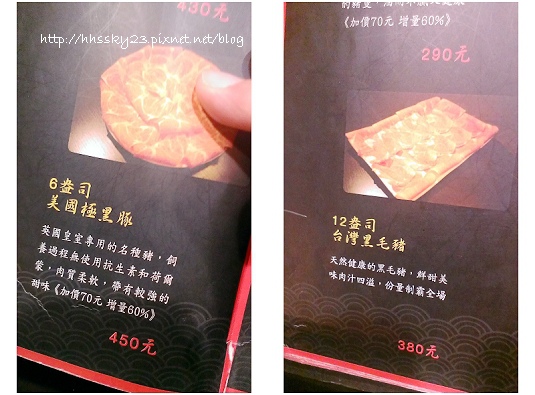 430元
http://hhssky23.pixnet.net/blog
6盎司
美國極黑豚
英國皇室專用的名種豬，飼
養過程無使用抗生素和荷爾
蒙，肉質柔軟，帶有較強的
甜味《加價70元 增量60%》
450元
《加價70元 增量60%》
290元
12盎司
台灣黑毛豬
天然健康的黑毛豬，鮮甜美
味肉汁四溢，份量制霸全場
380元